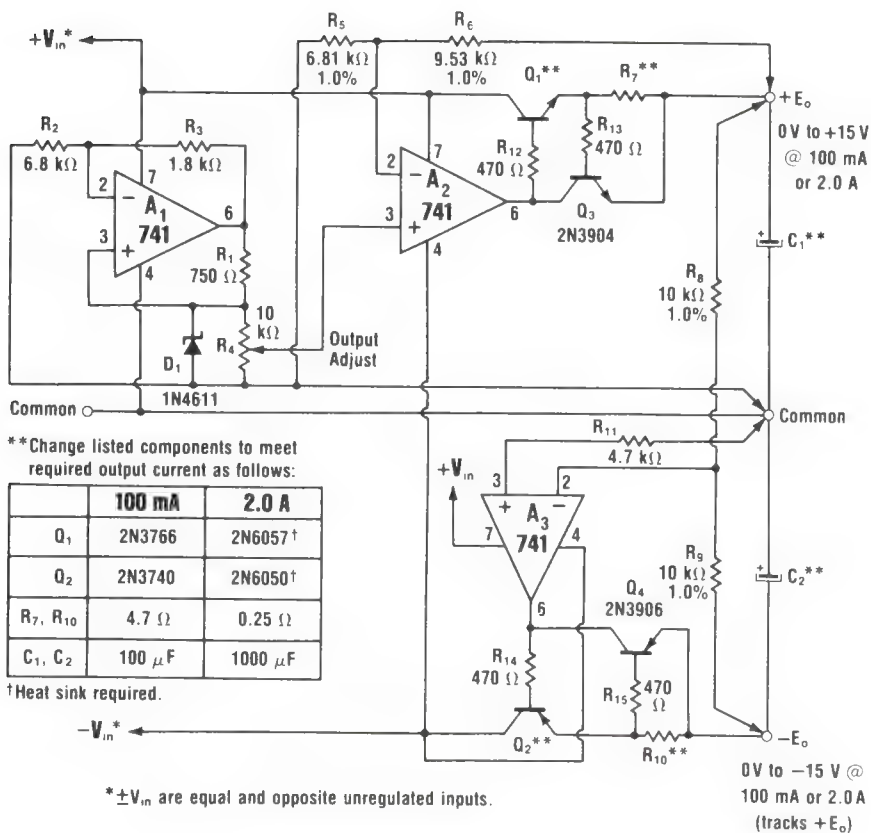 R5
6.81 kΩ
1.0%
R6
9.53 kΩ
1.0%
+Vin*
Q1**
R7**
+Eo
0V to +15 V
@ 100 mA
or 2.0 A
R2
6.8 kΩ
R3
1.8 kΩ
R12
470 Ω
R13
470 Ω
2
−
7
A1
741
3
+
6
4
2
−
7
A2
741
3
+
6
4
Q3
2N3904
C1**
+
R1
750 Ω
R8
10 kΩ
1.0%
10
kΩ
R4
Output
Adjust
D1
1N4611
Common
Common
R11
4.7 kΩ
**Change listed components to meet
required output current as follows:
100 mA 2.0 A
Q1 2N3766 2N6057†
Q2 2N3740 2N6050†
R7, R10 4.7 Ω 0.25 Ω
C1, C2 100 μF 1000 μF
†Heat sink required.
+Vin
3
2
+
−
A3
741
7
4
6
R9
10 kΩ
1.0%
C2**
+
Q4
2N3906
R14
470 Ω
R15
470
Ω
−Vin*
Q2**
R10**
−Eo
0V to −15 V @
100 mA or 2.0 A
(tracks +Eo)
*±Vin are equal and opposite unregulated inputs.